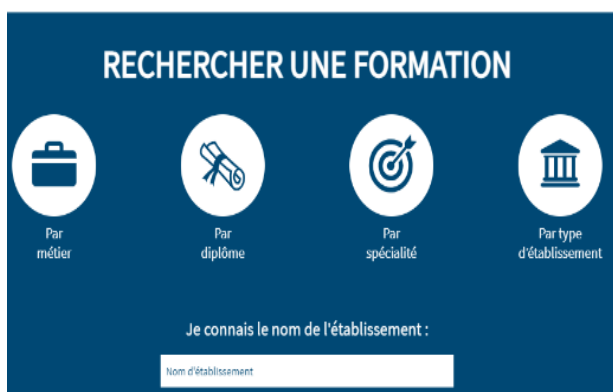 RECHERCHER UNE FORMATION
Par
métier
Par
diplôme
Par
spécialité
Par type
d'établissement
Je connais le nom de l'établissement :
Nom d'établissement